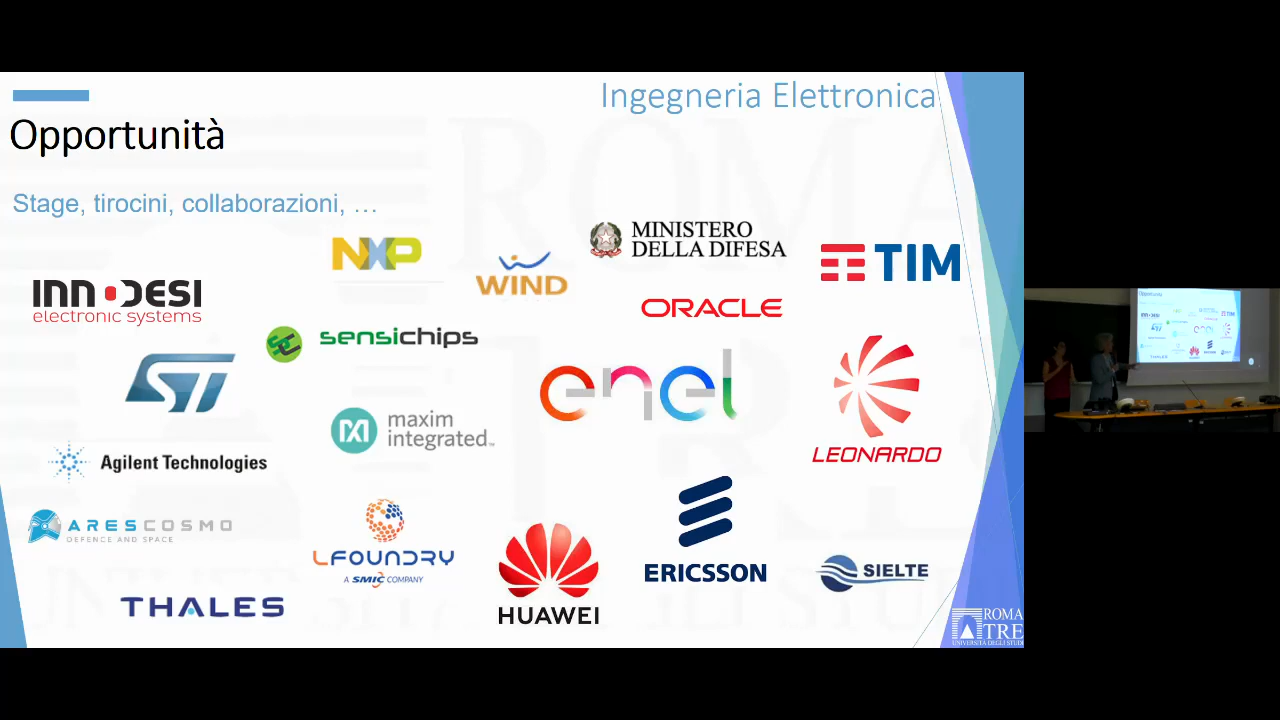 Ingegneria Elettronica
Opportunità
Stage, tirocini, collaborazioni, ...
MINISTERO
DELLA DIFESA
NXP
WIND
TIM
INNODESI
electronic systems
ORACLE
sensichips
ST
enel
maxim
integrated™
LEONARDO
Agilent Technologies
ARESCOSMO
DEFENCE AND SPACE
LFOUNDRY
A SMIC COMPANY
ERICSSON
SIELTE
THALES
HUAWEI
ROMA
TRE
UNIVERSITÀ DEGLI STUDI